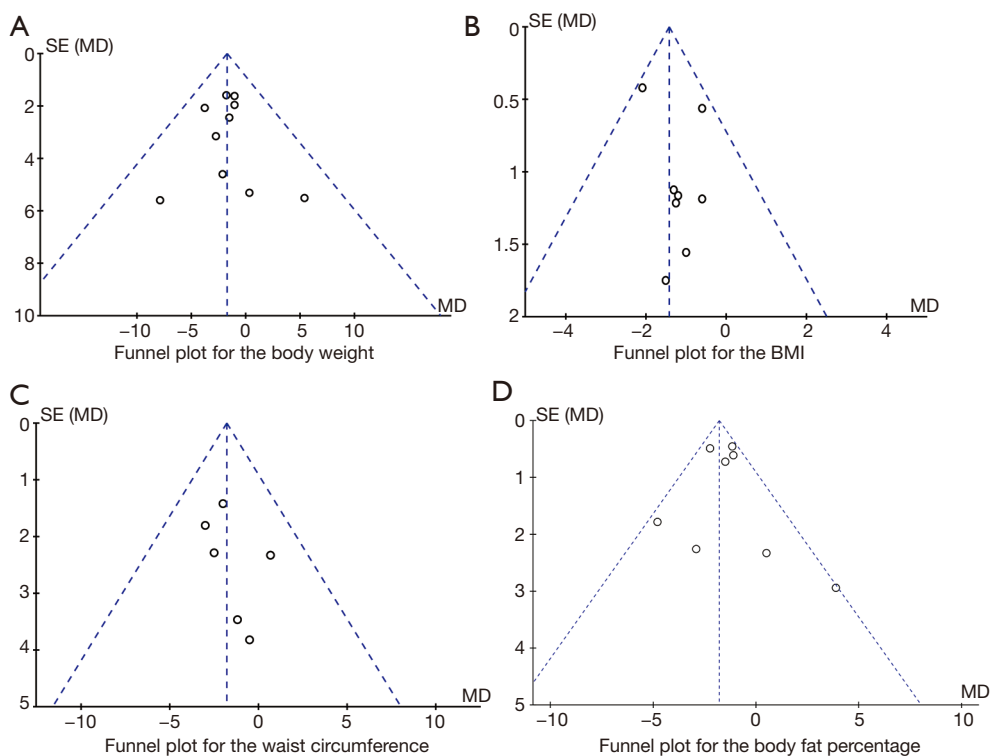 A
SE (MD)
0
2
4
6
8
10
MD
−10 −5 0 5 10
Funnel plot for the body weight
B
SE (MD)
0
0.5
1
1.5
2
MD
−4 −2 0 2 4
Funnel plot for the BMI
C
SE (MD)
0
1
2
3
4
5
MD
−10 −5 0 5 10
Funnel plot for the waist circumference
D
SE (MD)
0
1
2
3
4
5
MD
−10 −5 0 5 10
Funnel plot for the body fat percentage